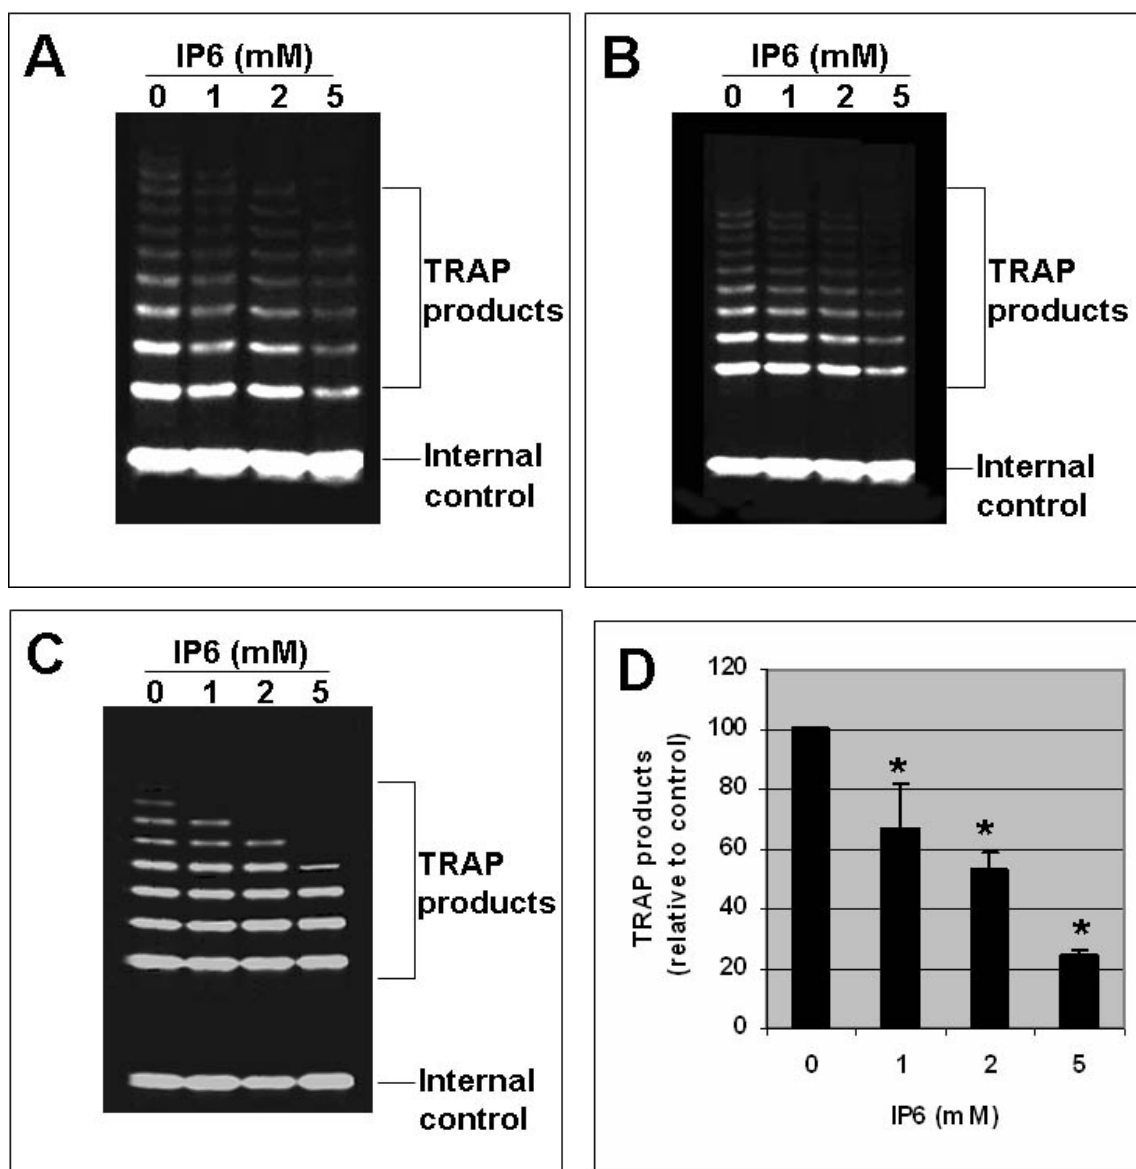 A
IP6 (mM)
0 1 2 5
TRAP
products
Internal
control
B
IP6 (mM)
0 1 2 5
TRAP
products
Internal
control
C
IP6 (mM)
0 1 2 5
TRAP
products
Internal
control
D
TRAP products
(relative to control)
120
100
80
60
40
20
0
*
*
*
0 1 2 5
IP6 (mM)